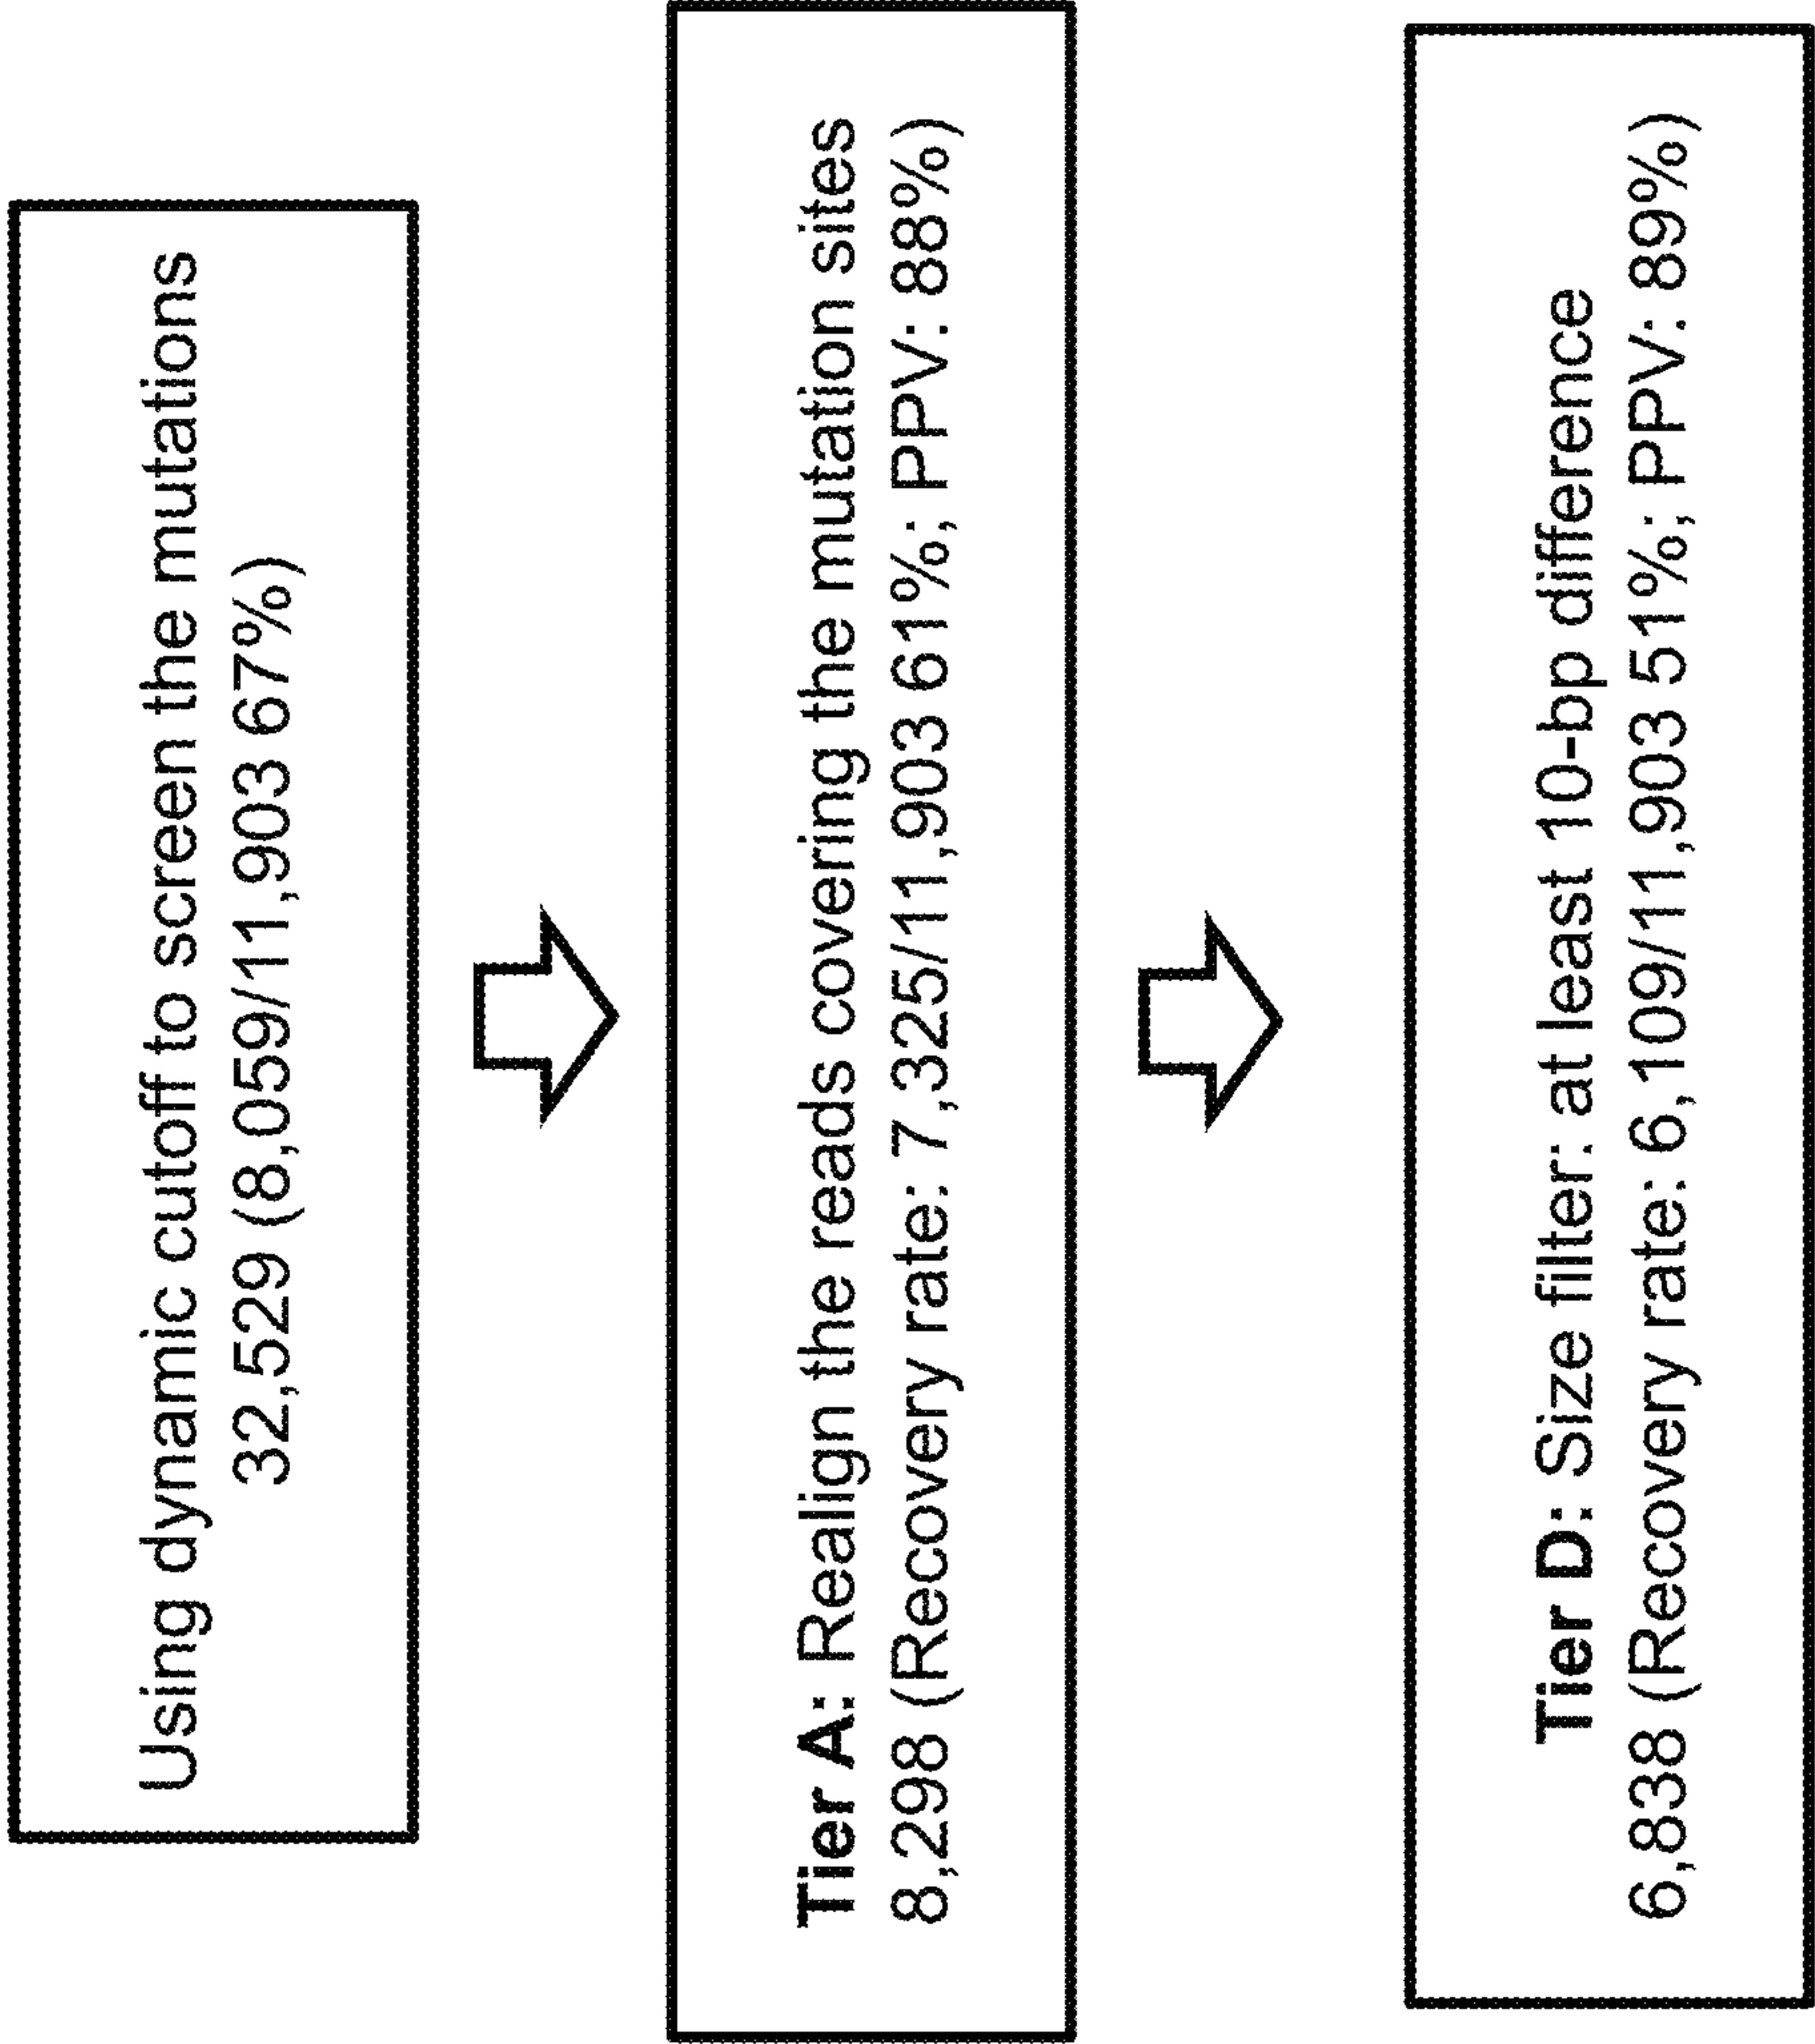 Using dynamic cutoff to screen the mutations
32,529 (8,059/11,903 67%)
Tier A: Realign the reads covering the mutation sites
8,298 (Recovery rate: 7,325/11,903 61%; PPV: 88%)
Tier D: Size filter: at least 10-bp difference
6,838 (Recovery rate: 6,109/11,903 51%; PPV: 89%)